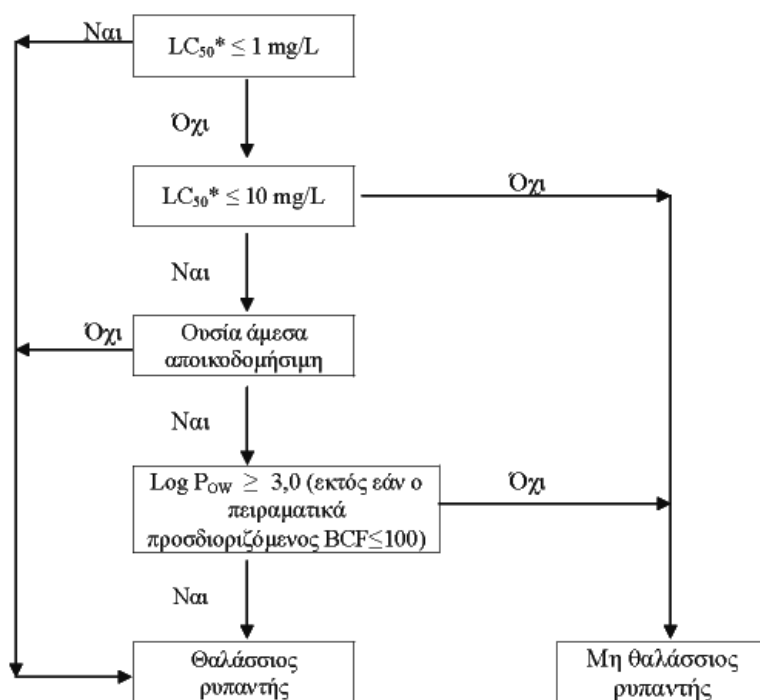 Ναι
LC50* ≤ 1 mg/L
Όχι
LC50* ≤ 10 mg/L
Όχι
Ναι
Όχι
Ουσία άμεσα
αποικοδομήσιμη
Ναι
Log POW ≥ 3,0 (εκτός εάν ο
πειραματικά
προσδιοριζόμενος BCF≤100)
Όχι
Ναι
Θαλάσσιος
ρυπαντής
Μη θαλάσσιος
ρυπαντής